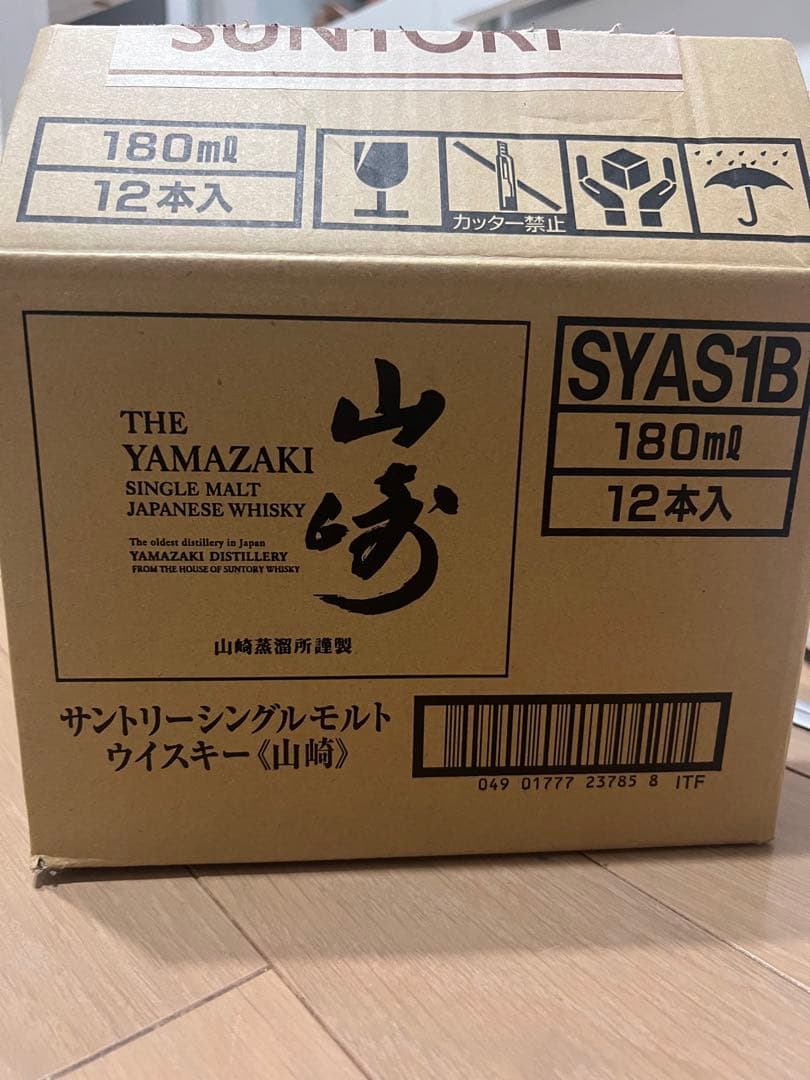 SUNTORY
180ml
12本入
カッター禁止
THE
YAMAZAKI
SINGLE MALT
JAPANESE WHISKY
The oldest distillery in Japan
YAMAZAKI DISTILLERY
FROM THE HOUSE OF SUNTORY WHISKY
山崎
山崎蒸溜所謹製
SYAS1B
180ml
12本入
サントリーシングルモルト
ウイスキー《山崎》
049 01777 23785 8 ITF